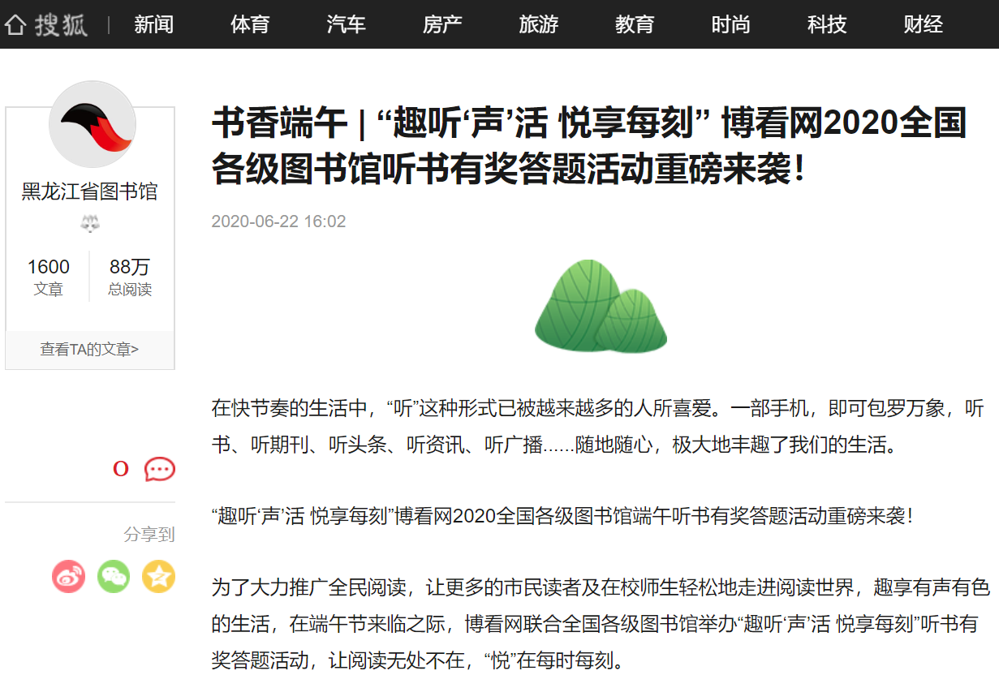 搜狐 | 新闻 体育 汽车 房产 旅游 教育 时尚 科技 财经
黑龙江省图书馆
1600 88万
文章 总阅读
查看TA的文章>
0
分享到
书香端午 | “趣听‘声’活 悦享每刻” 博看网2020全国
各级图书馆听书有奖答题活动重磅来袭！
2020-06-22 16:02
在快节奏的生活中，“听”这种形式已被越来越多的人所喜爱。一部手机，即可包罗万象，听
书、听期刊、听头条、听资讯、听广播......随地随心，极大地丰趣了我们的生活。
“趣听‘声’活 悦享每刻”博看网2020全国各级图书馆端午听书有奖答题活动重磅来袭！
为了大力推广全民阅读，让更多的市民读者及在校师生轻松地走进阅读世界，趣享有声有色
的生活，在端午节来临之际，博看网联合全国各级图书馆举办“趣听‘声’活 悦享每刻”听书有
奖答题活动，让阅读无处不在，“悦”在每时每刻。